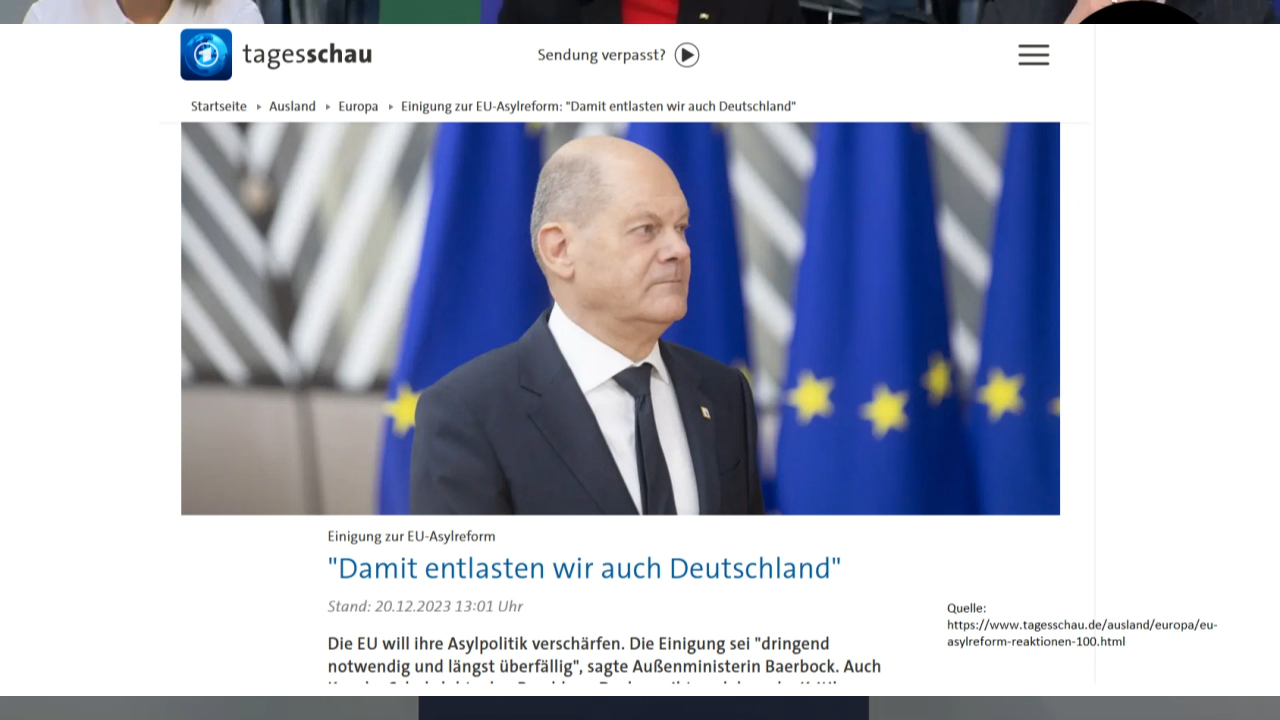 tagesschau
Sendung verpasst?
Startseite ▸ Ausland ▸ Europa ▸ Einigung zur EU-Asylreform: "Damit entlasten wir auch Deutschland"
Einigung zur EU-Asylreform
"Damit entlasten wir auch Deutschland"
Stand: 20.12.2023 13:01 Uhr
Die EU will ihre Asylpolitik verschärfen. Die Einigung sei "dringend
notwendig und längst überfällig", sagte Außenministerin Baerbock. Auch
Quelle:
https://www.tagesschau.de/ausland/europa/eu-
asylreform-reaktionen-100.html